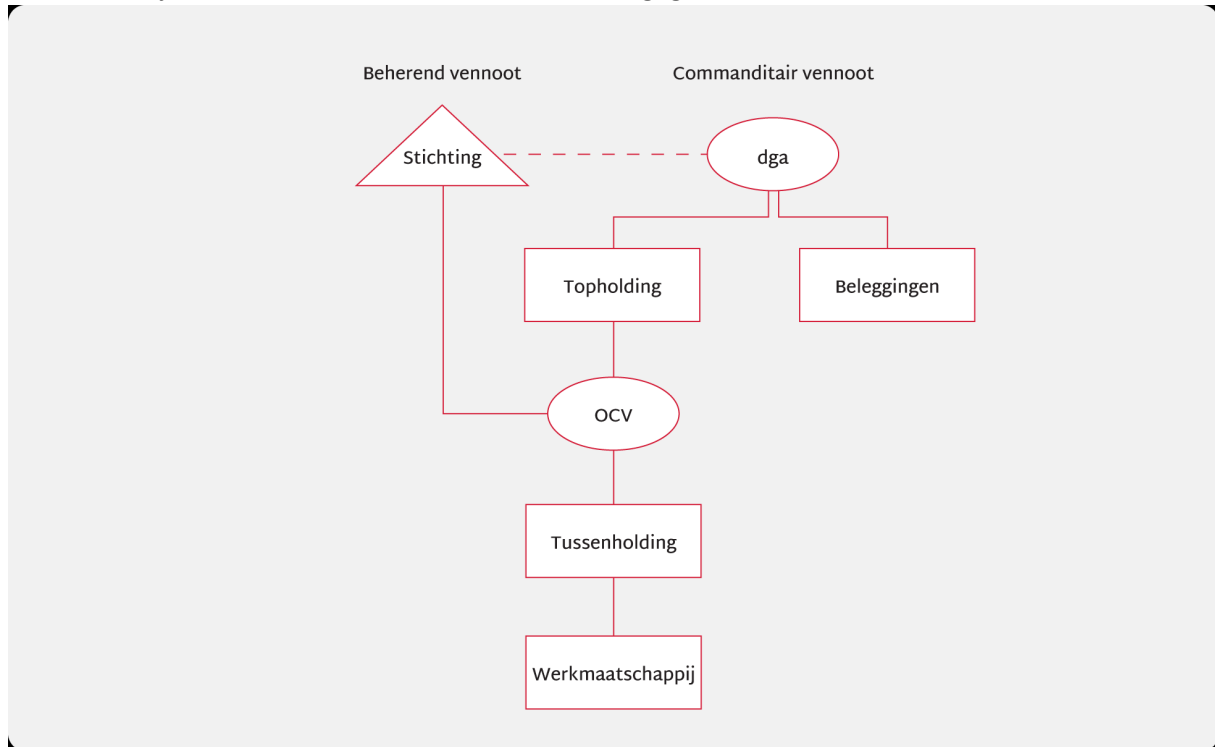 Beherend vennoot
Commanditair vennoot
Stichting
dga
Topholding
Beleggingen
OCV
Tussenholding
Werkmaatschappij